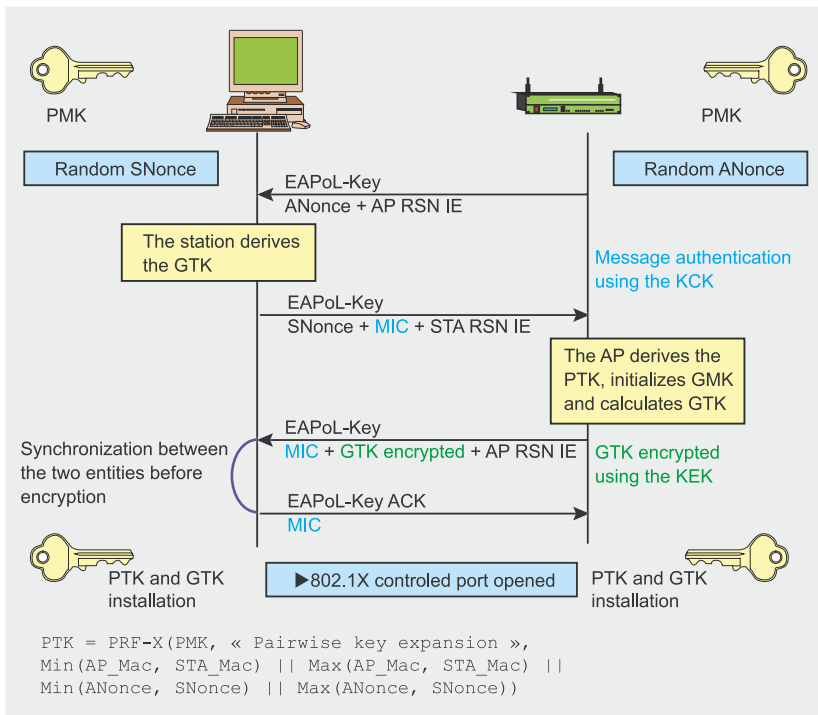 PMK
PMK
Random SNonce
Random ANonce
EAPoL-Key
ANonce + AP RSN IE
The station derives
the GTK
Message authentication
using the KCK
EAPoL-Key
SNonce + MIC + STA RSN IE
The AP derives the
PTK, initializes GMK
and calculates GTK
EAPoL-Key
MIC + GTK encrypted + AP RSN IE
Synchronization between
the two entities before
encryption
GTK encrypted
using the KEK
EAPoL-Key ACK
MIC
PTK and GTK
installation
▶802.1X controled port opened
PTK and GTK
installation
PTK = PRF-X(PMK, « Pairwise key expansion »,
Min(AP_Mac, STA_Mac) || Max(AP_Mac, STA_Mac) ||
Min(ANonce, SNonce) || Max(ANonce, SNonce))